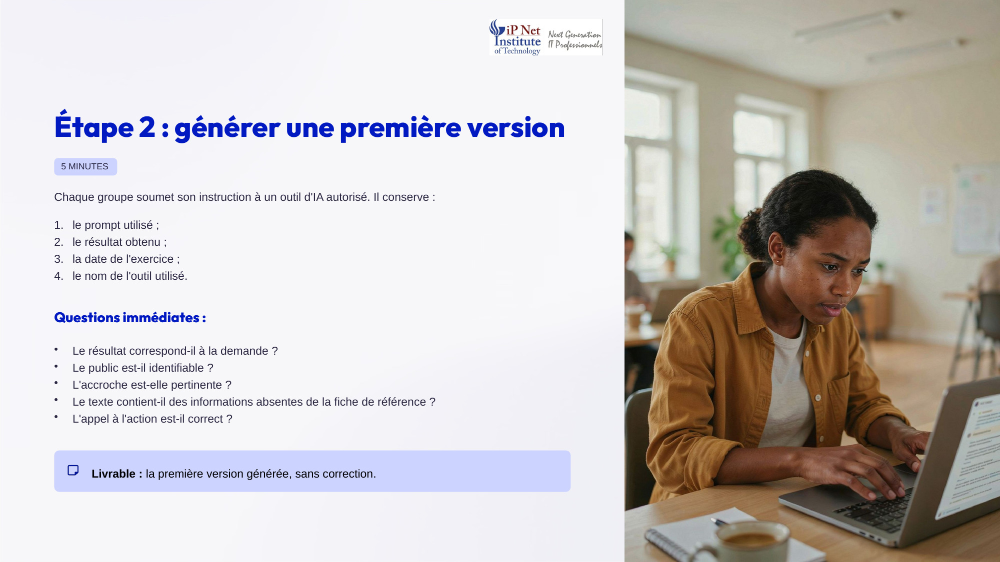 iP Net
Institute
of Technology
Next Generation
IT Professionnels
Étape 2 : générer une première version
5 MINUTES
Chaque groupe soumet son instruction à un outil d'IA autorisé. Il conserve :
1. le prompt utilisé ;
2. le résultat obtenu ;
3. la date de l'exercice ;
4. le nom de l'outil utilisé.
Questions immédiates :
• Le résultat correspond-il à la demande ?
• Le public est-il identifiable ?
• L'accroche est-elle pertinente ?
• Le texte contient-il des informations absentes de la fiche de référence ?
• L'appel à l'action est-il correct ?
Livrable : la première version générée, sans correction.